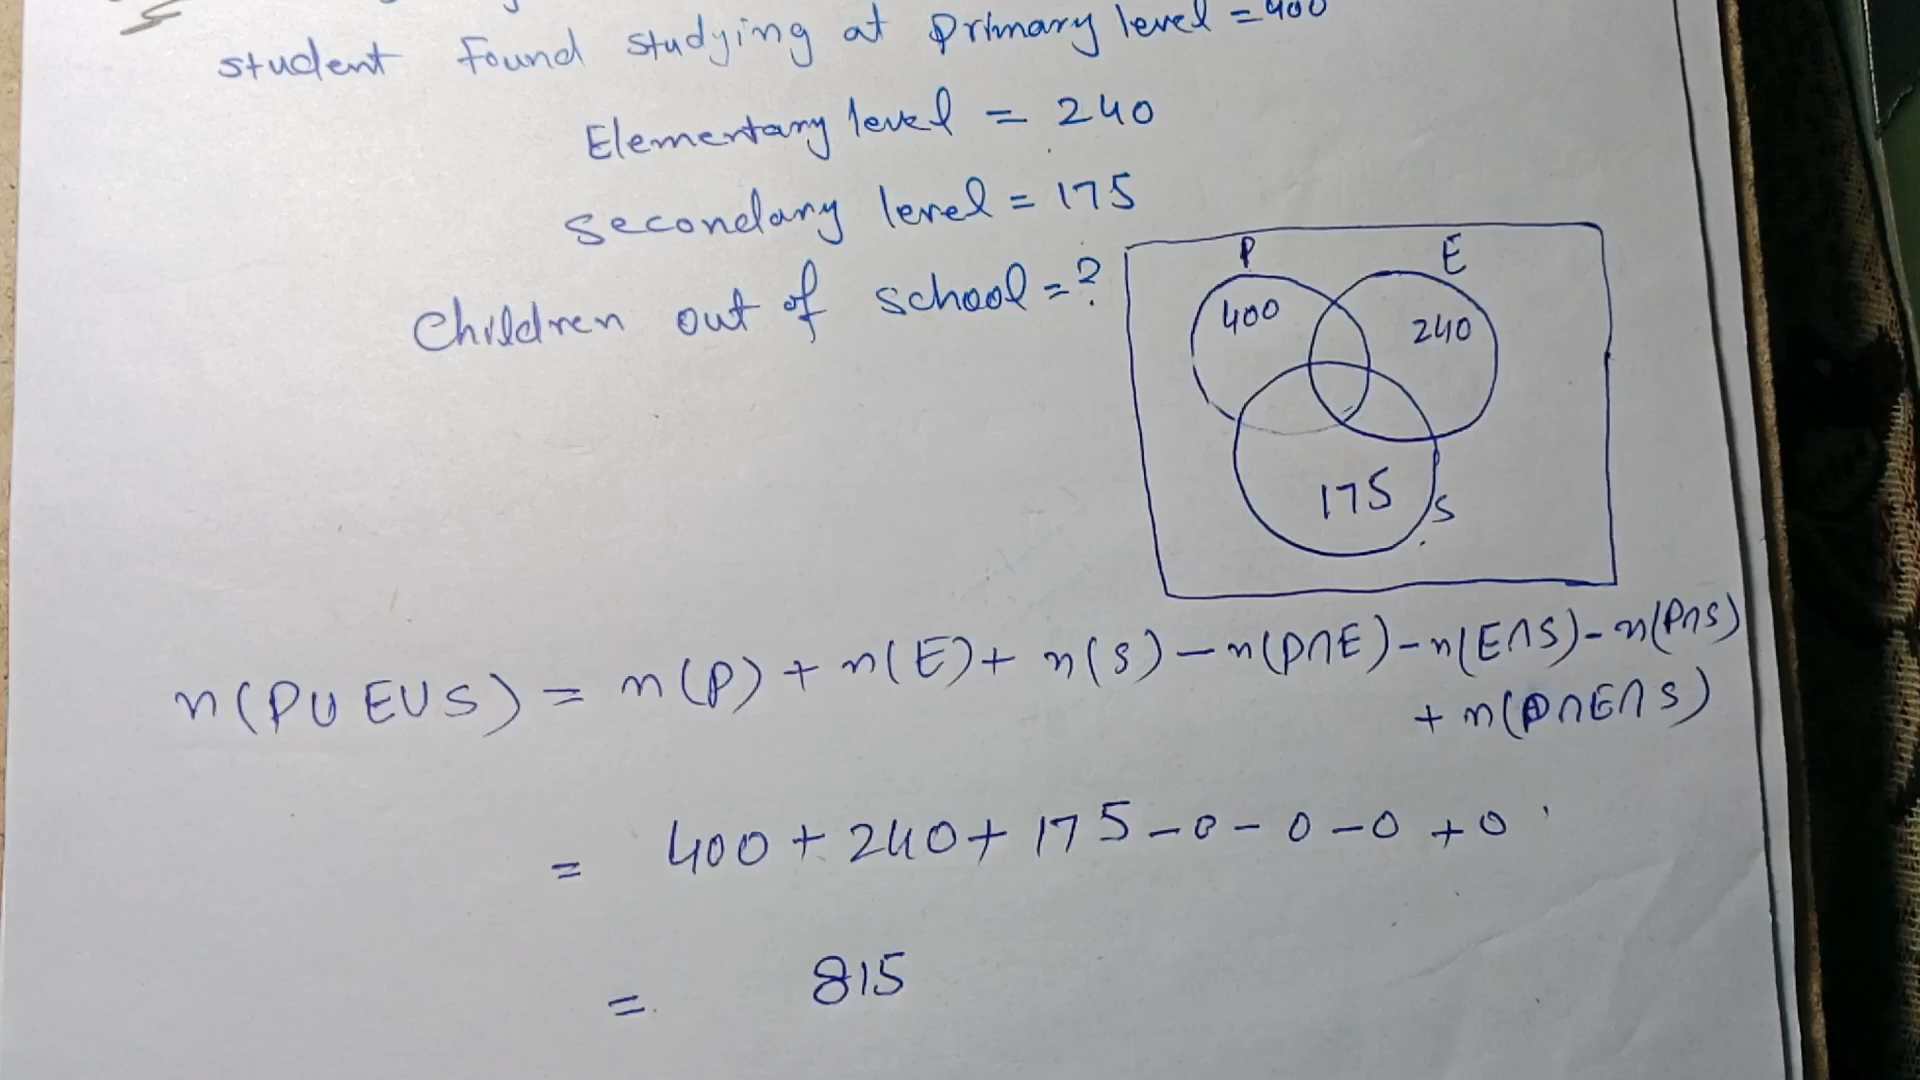 student Found studying at Primary level = 400
Elementary level = 240
Secondary level = 175
Children out of school = ?
P
E
400
240
175
S
n(PUEUS) = n(P) + n(E) + n(S) - n(P∩E) - n(E∩S) - n(P∩S)
+ n(P∩E∩S)
= 400 + 240 + 175 - 0 - 0 - 0 + 0
= 815